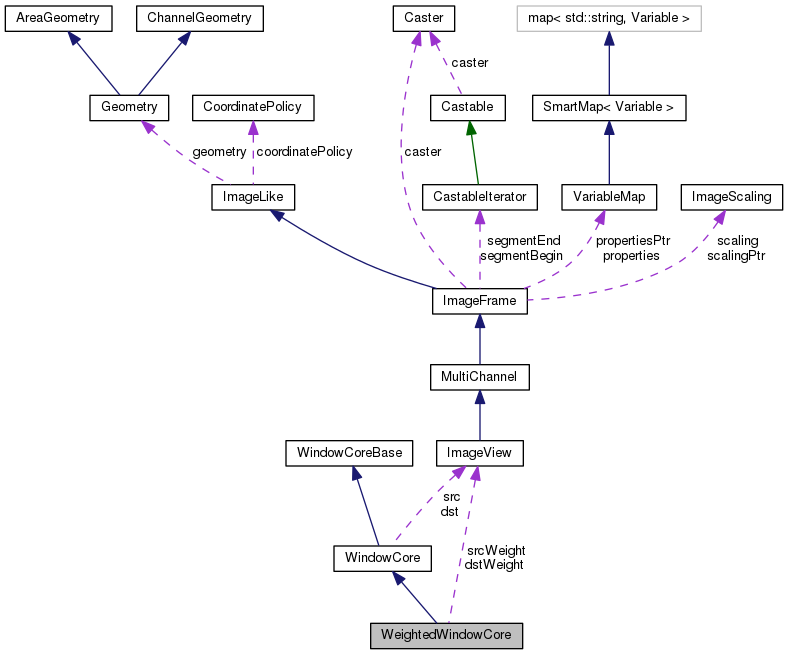 AreaGeometry
ChannelGeometry
Caster
map< std::string, Variable >
caster
Geometry
CoordinatePolicy
Castable
SmartMap< Variable >
geometry
coordinatePolicy
caster
ImageLike
CastableIterator
VariableMap
ImageScaling
segmentEnd
segmentBegin
propertiesPtr
properties
scaling
scalingPtr
ImageFrame
MultiChannel
WindowCoreBase
ImageView
src
dst
srcWeight
dstWeight
WindowCore
WeightedWindowCore